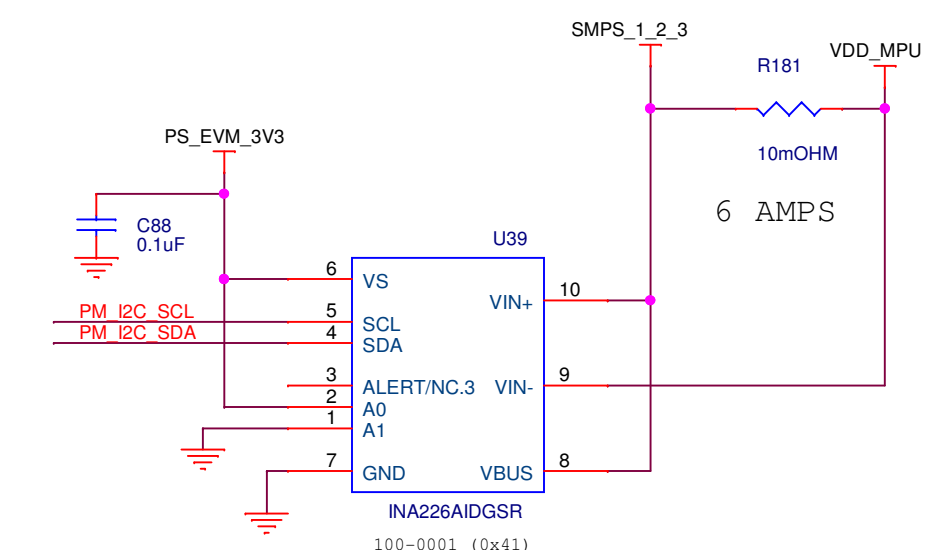 SMPS_1_2_3
VDD_MPU
R181
10mOHM
6 AMPS
PS_EVM_3V3
C88
0.1uF
U39
6
VS
PM_I2C_SCL
5
SCL
PM_I2C_SDA
4
SDA
3
ALERT/NC.3
2
A0
1
A1
7
GND
VIN+
10
VIN-
9
VBUS
8
INA226AIDGSR
100-0001 (0x41)